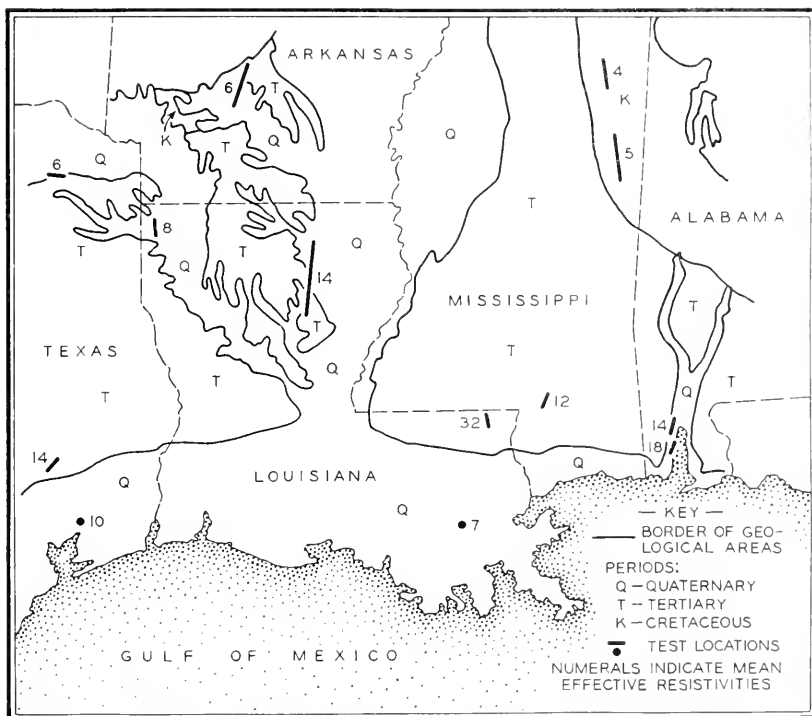 ARKANSAS
4
6
T
K
Q
K
T
Q
5
Q
6
T
ALABAMA
8
Q
T
Q
T
14
T
MISSISSIPPI
T
TEXAS
Q
T
T
T
Q
T
12
32
14
18
14
LOUISIANA
Q
Q
Q
10
7
— KEY —
BORDER OF GEO-
LOGICAL AREAS
PERIODS:
Q – QUATERNARY
T – TERTIARY
K – CRETACEOUS
TEST LOCATIONS
NUMERALS INDICATE MEAN
EFFECTIVE RESISTIVITIES
GULF OF MEXICO